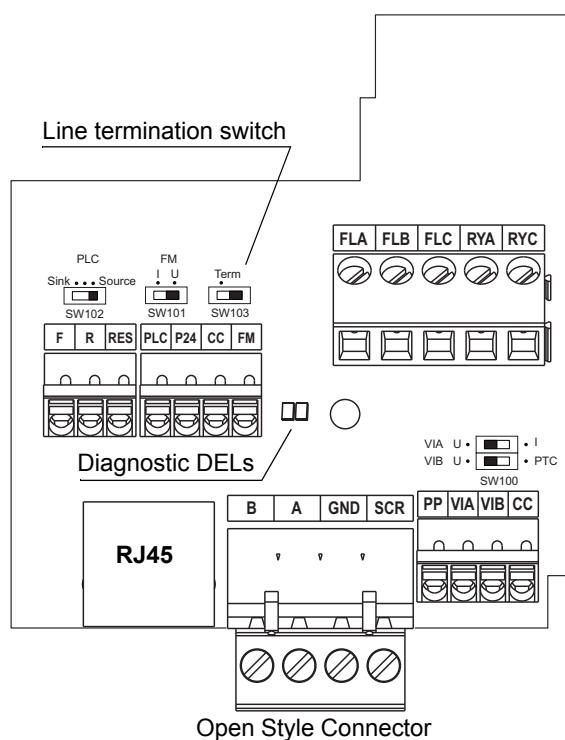 Line termination switch
FLA FLB FLC RYA RYC
PLC
Sink Source
SW102
FM
I U
SW101
Term
SW103
F R RES PLC P24 CC FM
Diagnostic DELs
VIA U I
VIB U PTC
SW100
PP VIA VIB CC
B A GND SCR
RJ45
Open Style Connector